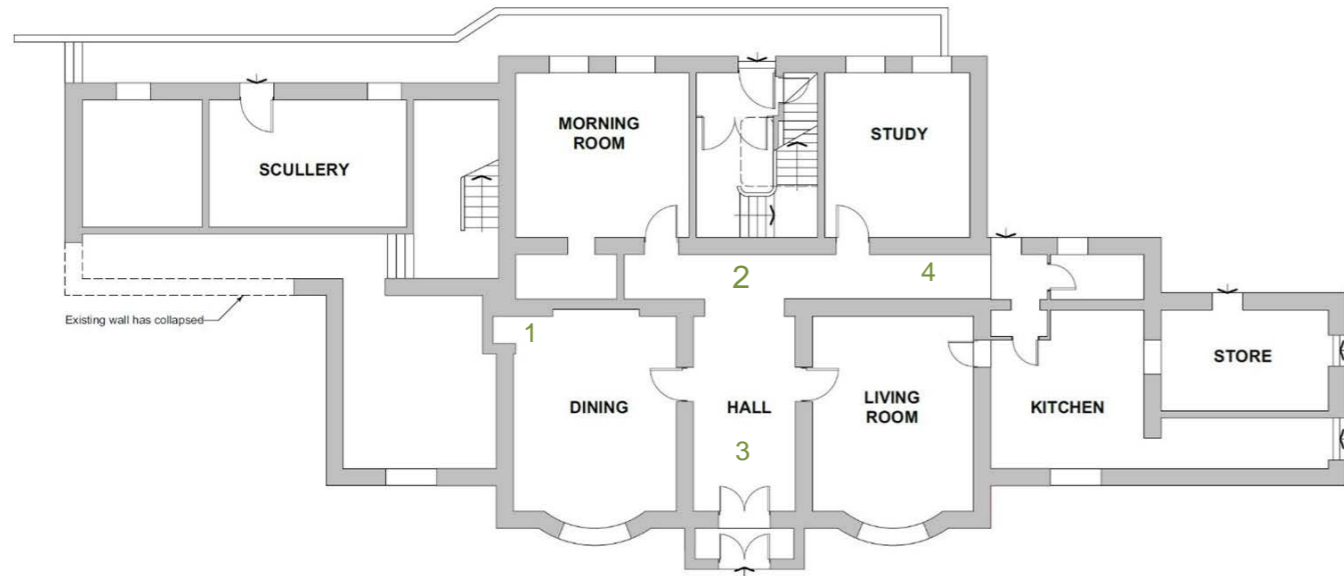 MORNING
ROOM
STUDY
SCULLERY
2
4
Existing wall has collapsed
1
STORE
DINING
HALL
LIVING
ROOM
KITCHEN
3